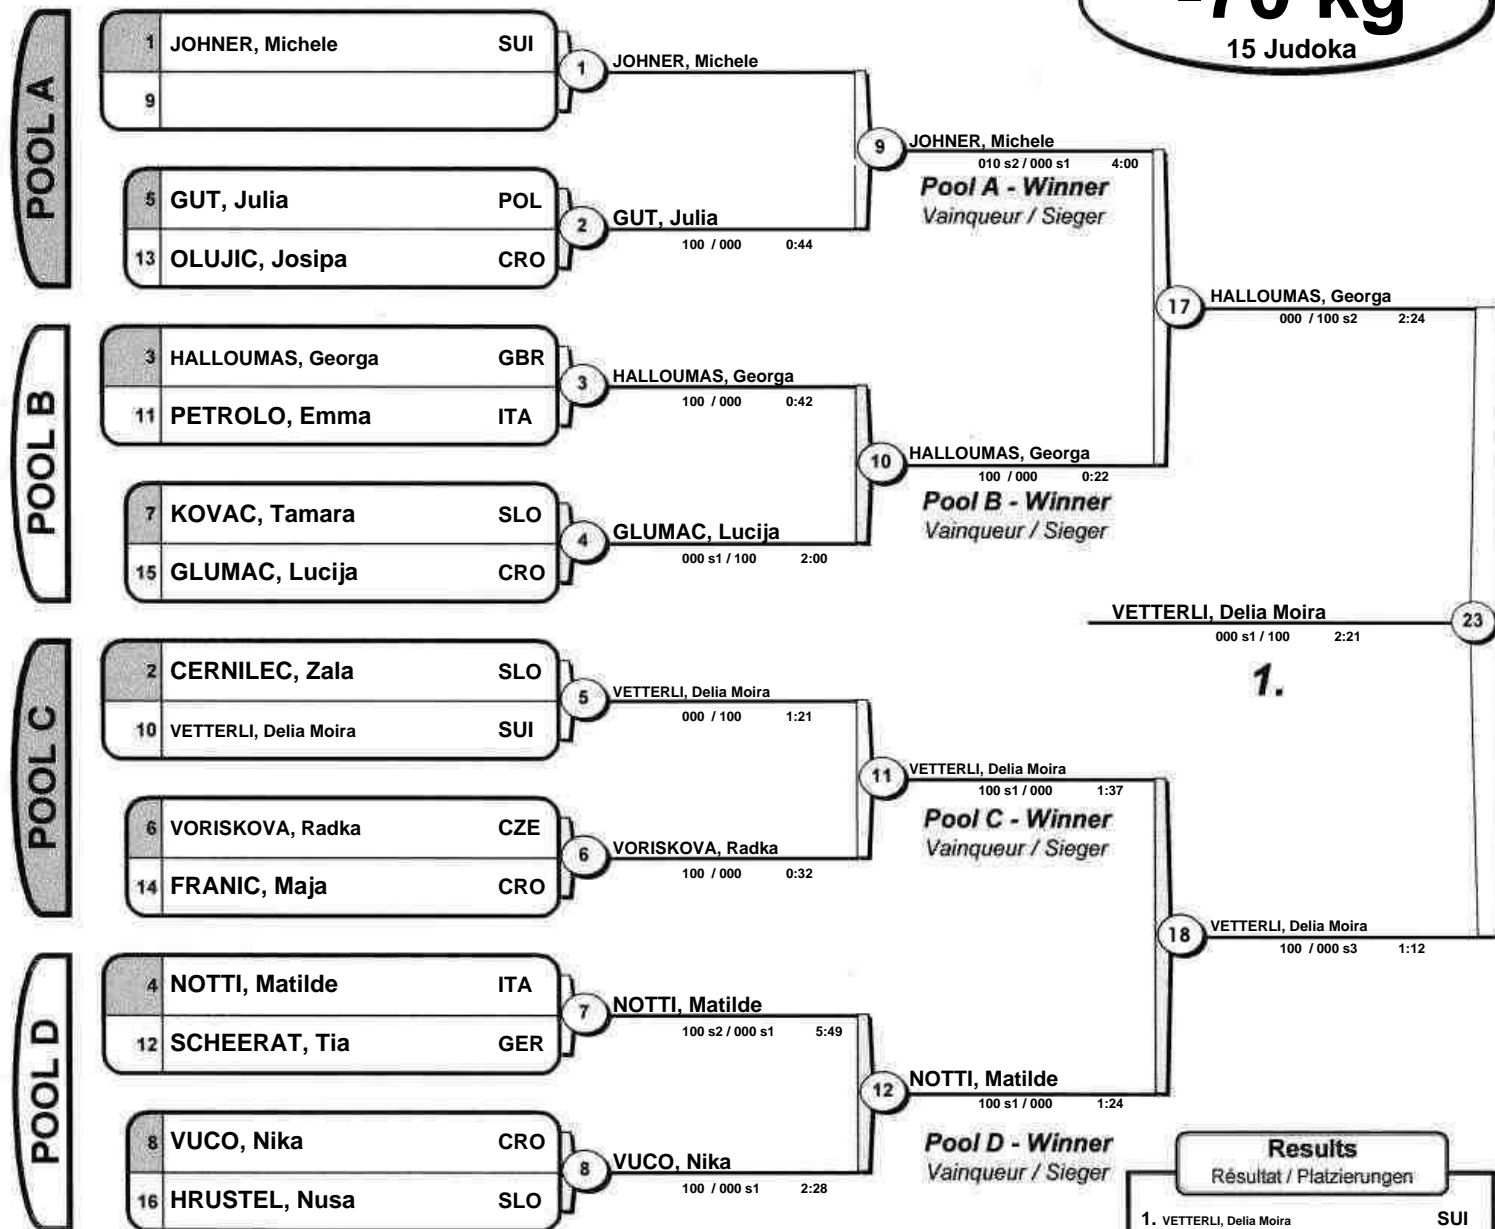 -70 kg
15 Judoka
POOL A
1 JOHNER, Michele SUI
9
1 JOHNER, Michele
5 GUT, Julia POL
13 OLUJIC, Josipa CRO
2 GUT, Julia
100 / 000 0:44
9 JOHNER, Michele
010 s2 / 000 s1 4:00
Pool A - Winner
Vainqueur / Sieger
POOL B
3 HALLOUMAS, Georga GBR
11 PETROLO, Emma ITA
3 HALLOUMAS, Georga
100 / 000 0:42
7 KOVAC, Tamara SLO
15 GLUMAC, Lucija CRO
4 GLUMAC, Lucija
000 s1 / 100 2:00
10 HALLOUMAS, Georga
100 / 000 0:22
Pool B - Winner
Vainqueur / Sieger
17 HALLOUMAS, Georga
000 / 100 s2 2:24
VETTERLI, Delia Moira 23
000 s1 / 100 2:21
1.
POOL C
2 CERNILEC, Zala SLO
10 VETTERLI, Delia Moira SUI
5 VETTERLI, Delia Moira
000 / 100 1:21
6 VORISKOVA, Radka CZE
14 FRANIC, Maja CRO
6 VORISKOVA, Radka
100 / 000 0:32
11 VETTERLI, Delia Moira
100 s1 / 000 1:37
Pool C - Winner
Vainqueur / Sieger
18 VETTERLI, Delia Moira
100 / 000 s3 1:12
POOL D
4 NOTTI, Matilde ITA
12 SCHEERAT, Tia GER
7 NOTTI, Matilde
100 s2 / 000 s1 5:49
8 VUCO, Nika CRO
16 HRUSTEL, Nusa SLO
8 VUCO, Nika
100 / 000 s1 2:28
12 NOTTI, Matilde
100 s1 / 000 1:24
Pool D - Winner
Vainqueur / Sieger
Results
Résultat / Platzierungen
1. VETTERLI, Delia Moira SUI